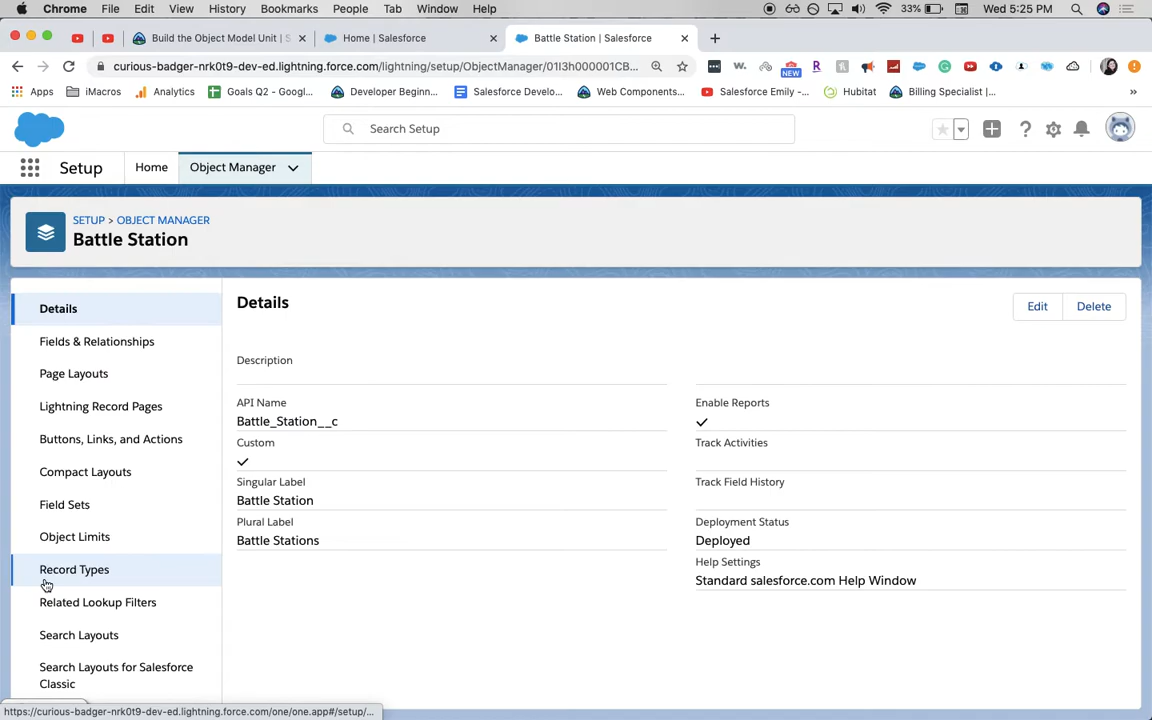 Chrome File Edit View History Bookmarks People Tab Window Help 33% Wed 5:25 PM
Build the Object Model Unit | S Home | Salesforce Battle Station | Salesforce
curious-badger-nrk0t9-dev-ed.lightning.force.com/lightning/setup/ObjectManager/01I3h000001CB... w. NEW R
Apps iMacros Analytics Goals Q2 - Googl... Developer Beginn... Salesforce Develo... Web Components... Salesforce Emily -... Hubitat Billing Specialist |... »
Search Setup
Setup Home Object Manager
SETUP > OBJECT MANAGER
Battle Station
Details
Fields & Relationships
Page Layouts
Lightning Record Pages
Buttons, Links, and Actions
Compact Layouts
Field Sets
Object Limits
Record Types
Related Lookup Filters
Search Layouts
Search Layouts for Salesforce
Classic
Details
Edit Delete
Description
API Name
Battle_Station__c
Custom
Singular Label
Battle Station
Plural Label
Battle Stations
Enable Reports
Track Activities
Track Field History
Deployment Status
Deployed
Help Settings
Standard salesforce.com Help Window
https://curious-badger-nrk0t9-dev-ed.lightning.force.com/one/one.app#/setup/...